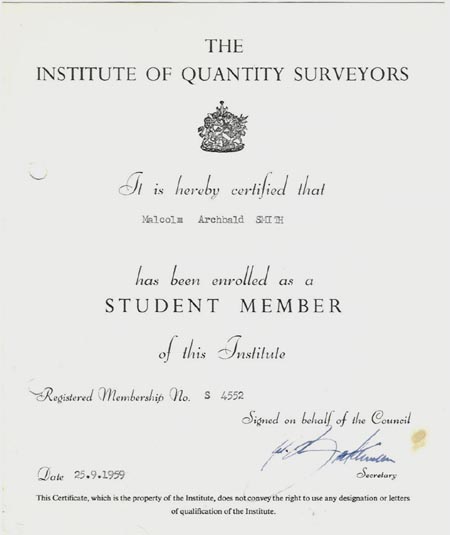 THE
INSTITUTE OF QUANTITY SURVEYORS
It is hereby certified that
Malcolm Archbald SMITH
has been enrolled as a
STUDENT MEMBER
of this Institute
Registered Membership No. S 4552
Signed on behalf of the Council
Date 25.9.1959
Secretary
This Certificate, which is the property of the Institute, does not convey the right to use any designation or letters
of qualification of the Institute.